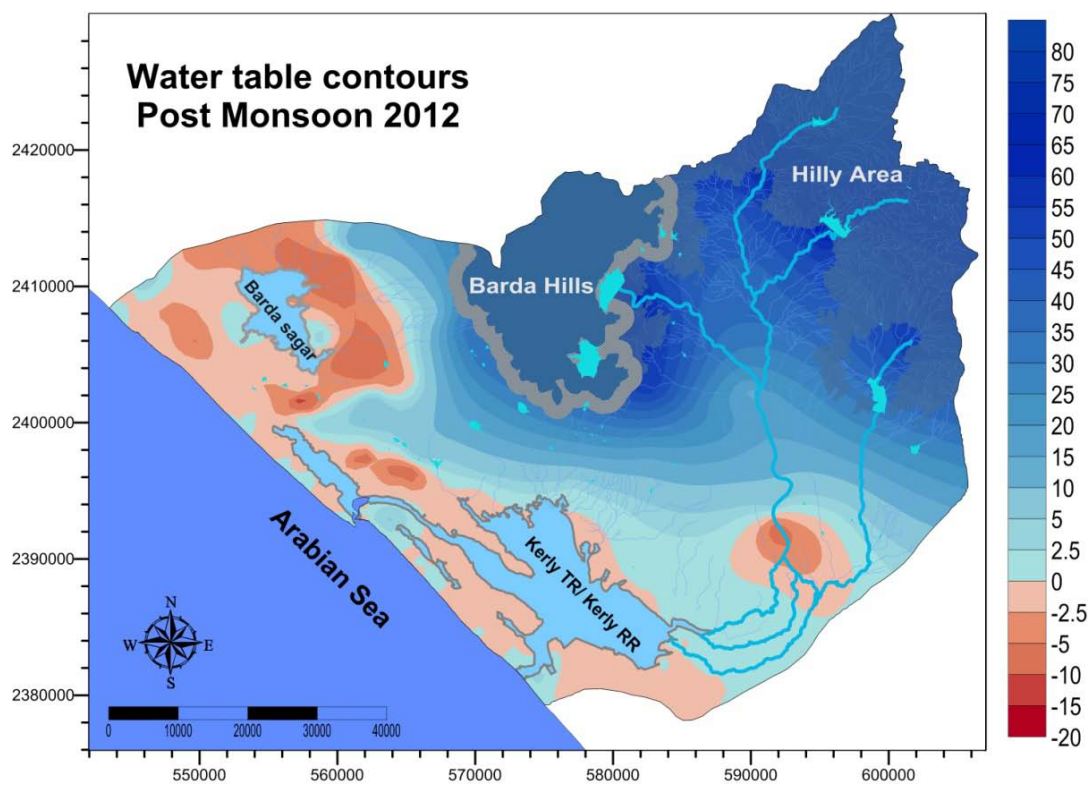 Water table contours
Post Monsoon 2012
Hilly Area
Barda Hills
Barda sagar
Kerly TR/ Kerly RR
Arabian Sea
N
W
E
S
0 10000 20000 30000 40000
2420000
2410000
2400000
2390000
2380000
550000 560000 570000 580000 590000 600000
80
70
65
60
55
50
45
40
35
30
25
20
15
10
5
2.5
0
-2.5
-5
-10
-15
-20